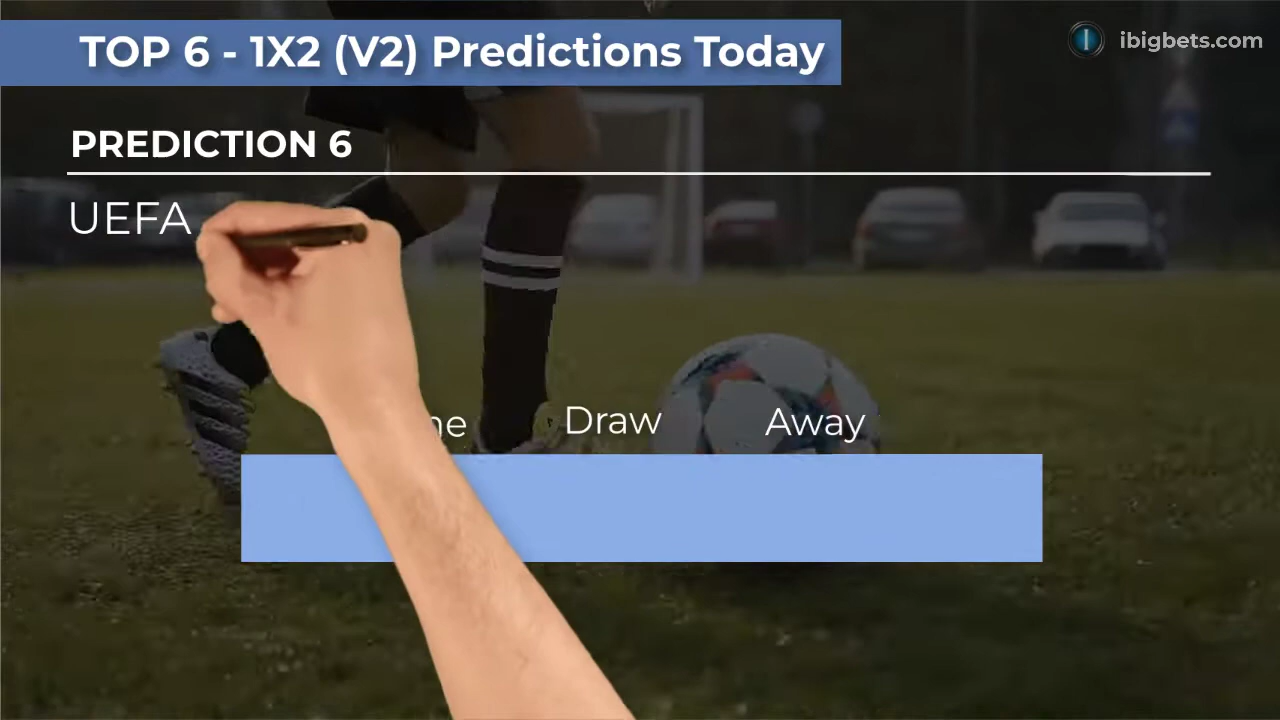 TOP 6 - 1X2 (V2) Predictions Today
ibigbets.com
PREDICTION 6
UEFA
Draw Away